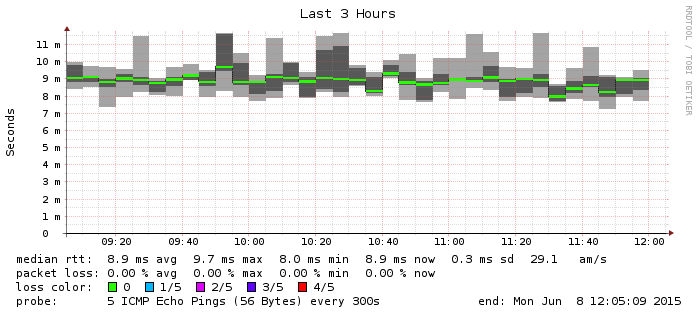 Last 3 Hours
RRDTOOL / TOBI OETIKER
Seconds
11 m
10 m
9 m
8 m
7 m
6 m
5 m
4 m
3 m
2 m
1 m
0
09:20 09:40 10:00 10:20 10:40 11:00 11:20 11:40 12:00
median rtt: 8.9 ms avg 9.7 ms max 8.0 ms min 8.9 ms now 0.3 ms sd 29.1 am/s
packet loss: 0.00 % avg 0.00 % max 0.00 % min 0.00 % now
loss color: 0 1/5 2/5 3/5 4/5
probe: 5 ICMP Echo Pings (56 Bytes) every 300s end: Mon Jun 8 12:05:09 2015